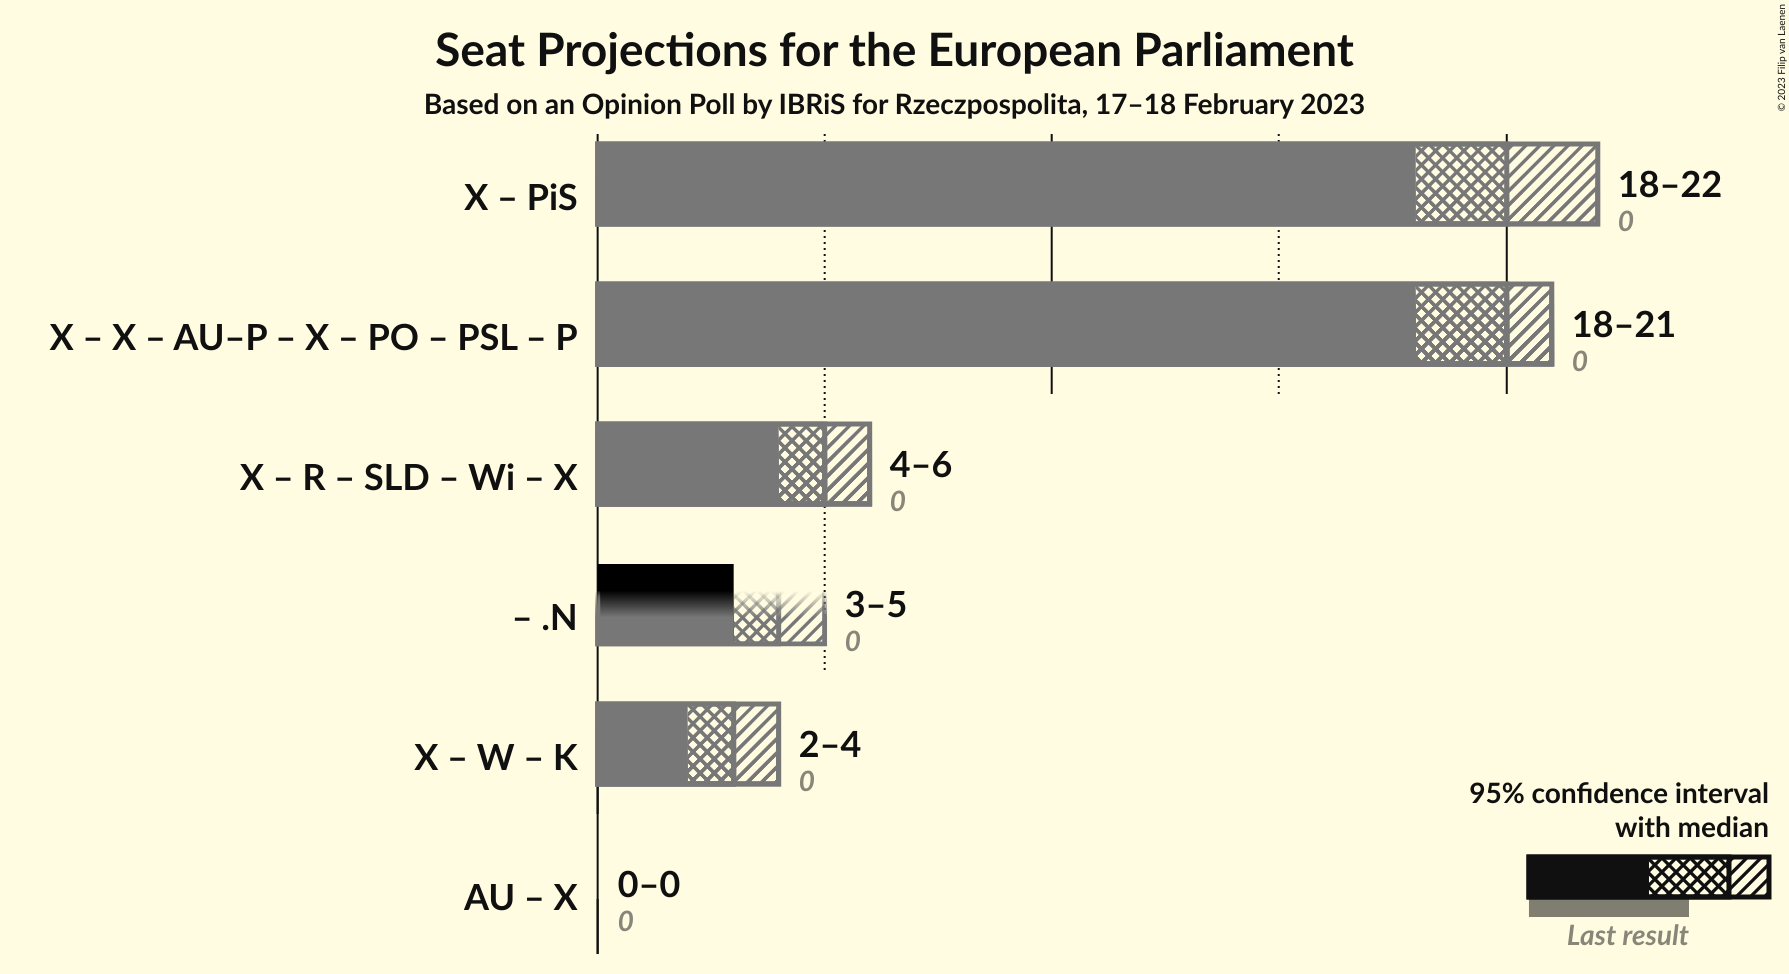 Seat Projections for the European Parliament
Based on an Opinion Poll by IBRiS for Rzeczpospolita, 17–18 February 2023
© 2023 Filip van Laenen
X – PiS
18–22
0
X – X – AU–P – X – PO – PSL – P
18–21
0
X – R – SLD – Wi – X
4–6
0
– .N
3–5
0
X – W – K
2–4
0
AU – X
0–0
0
95% confidence interval
with median
Last result